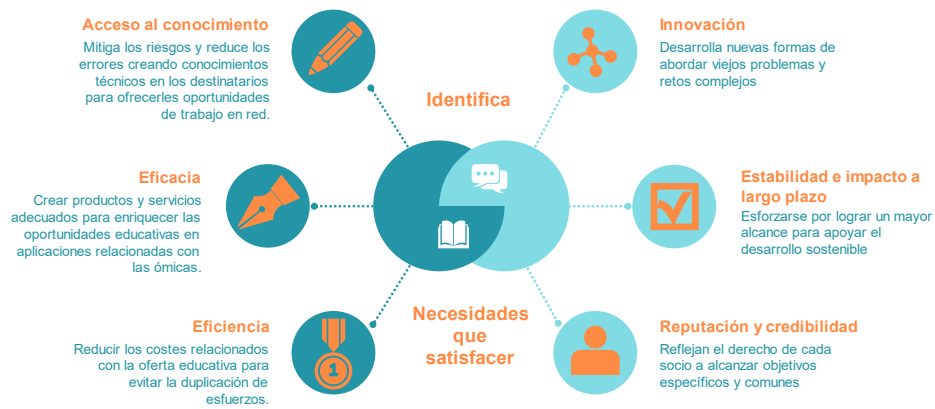 Acceso al conocimiento
Mitiga los riesgos y reduce los
errores creando conocimientos
técnicos en los destinatarios
para ofrecerles oportunidades
de trabajo en red.
Eficacia
Crear productos y servicios
adecuados para enriquecer las
oportunidades educativas en
aplicaciones relacionadas con
las ómicas.
Eficiencia
Reducir los costes relacionados
con la oferta educativa para
evitar la duplicación de
esfuerzos.
1
Identifica
Necesidades
que
satisfacer
Innovación
Desarrolla nuevas formas de
abordar viejos problemas y
retos complejos
Estabilidad e impacto a
largo plazo
Esforzarse por lograr un mayor
alcance para apoyar el
desarrollo sostenible
Reputación y credibilidad
Reflejan el derecho de cada
socio a alcanzar objetivos
específicos y comunes